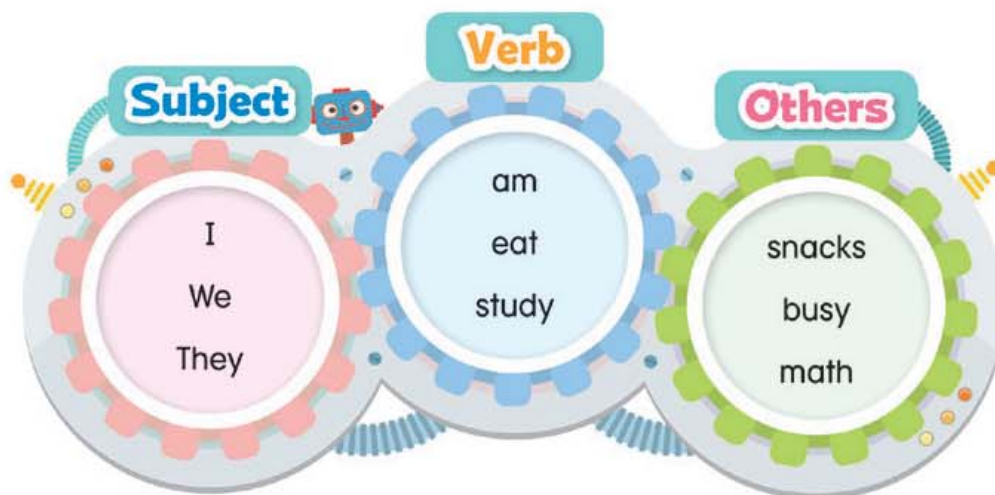 Subject
I
We
They
Verb
am
eat
study
Others
snacks
busy
math